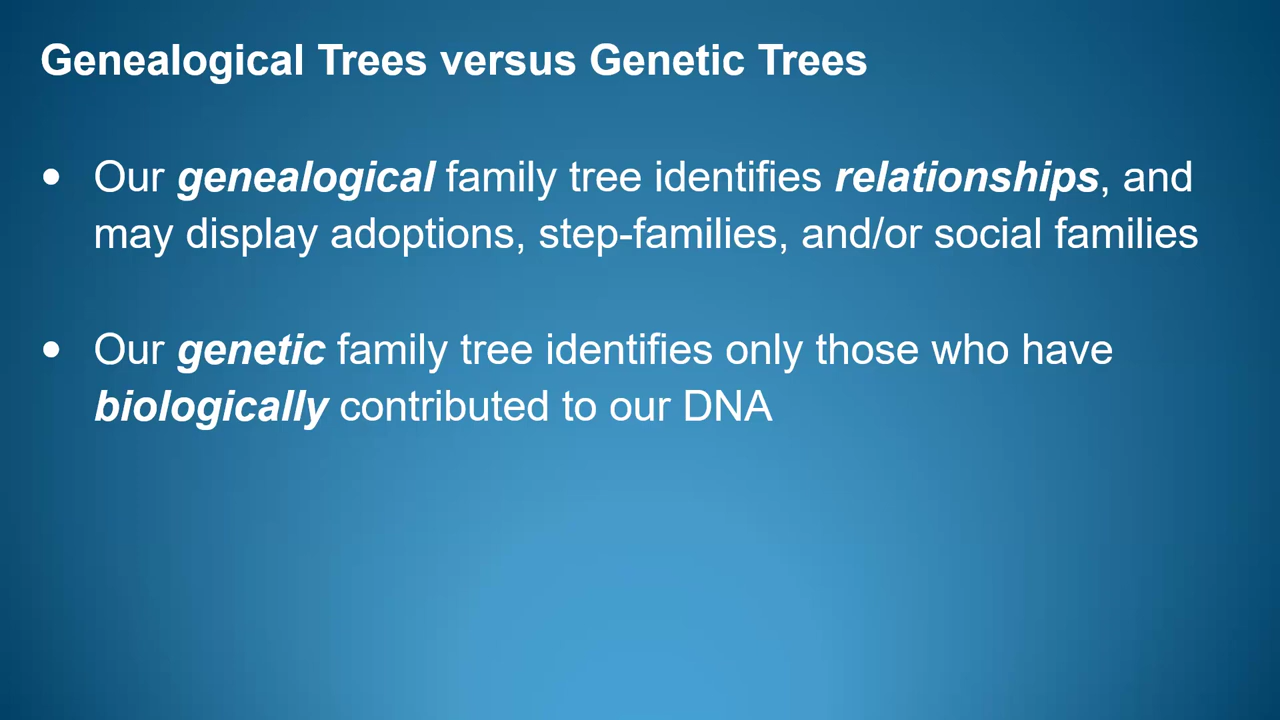 Genealogical Trees versus Genetic Trees
• Our genealogical family tree identifies relationships, and
may display adoptions, step-families, and/or social families
• Our genetic family tree identifies only those who have
biologically contributed to our DNA